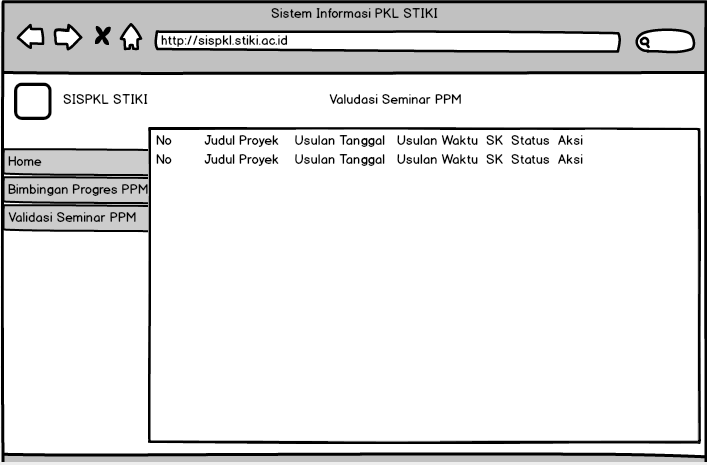 Sistem Informasi PKL STIKI
http://sispkl.stiki.ac.id
SISPKL STIKI
Valudasi Seminar PPM
Home
Bimbingan Progres PPM
Validasi Seminar PPM
No Judul Proyek Usulan Tanggal Usulan Waktu SK Status Aksi
No Judul Proyek Usulan Tanggal Usulan Waktu SK Status Aksi